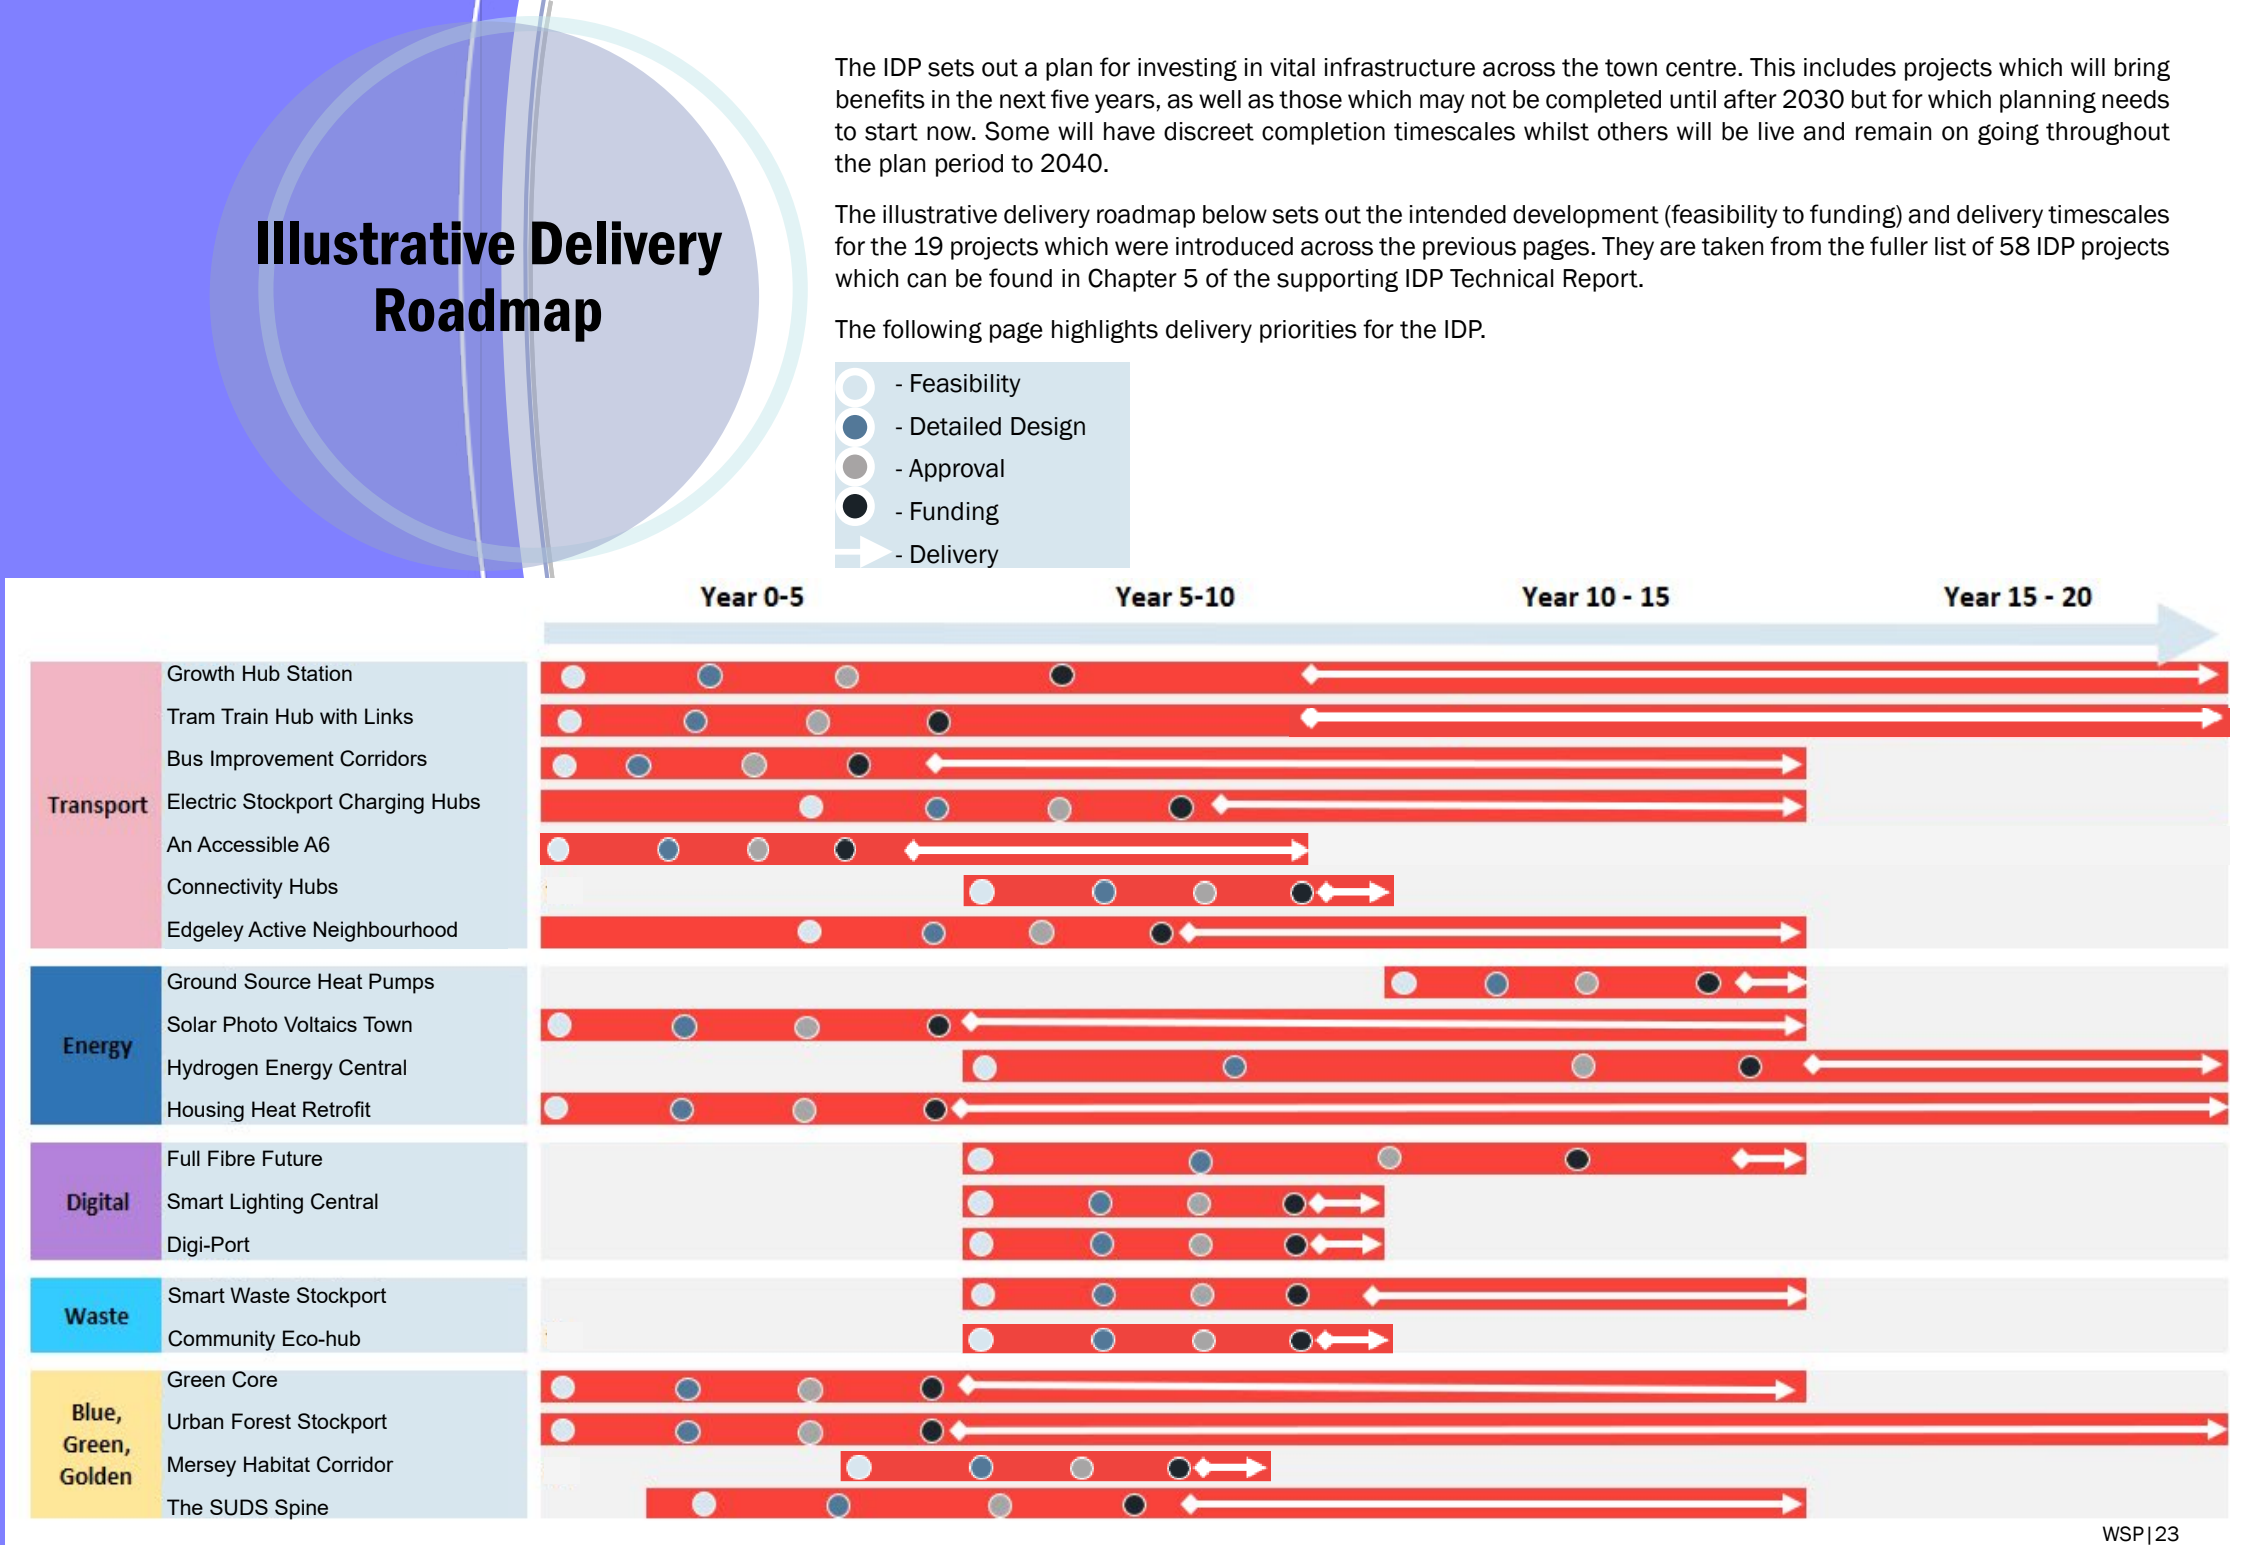 Illustrative Delivery
Roadmap
The IDP sets out a plan for investing in vital infrastructure across the town centre. This includes projects which will bring
benefits in the next five years, as well as those which may not be completed until after 2030 but for which planning needs
to start now. Some will have discreet completion timescales whilst others will be live and remain on going throughout
the plan period to 2040.
The illustrative delivery roadmap below sets out the intended development (feasibility to funding) and delivery timescales
for the 19 projects which were introduced across the previous pages. They are taken from the fuller list of 58 IDP projects
which can be found in Chapter 5 of the supporting IDP Technical Report.
The following page highlights delivery priorities for the IDP.
- Feasibility
- Detailed Design
- Approval
- Funding
- Delivery
Year 0-5
Year 5-10
Year 10 - 15
Year 15 - 20
Transport
Growth Hub Station
Tram Train Hub with Links
Bus Improvement Corridors
Electric Stockport Charging Hubs
An Accessible A6
Connectivity Hubs
Edgeley Active Neighbourhood
Energy
Ground Source Heat Pumps
Solar Photo Voltaics Town
Hydrogen Energy Central
Housing Heat Retrofit
Digital
Full Fibre Future
Smart Lighting Central
Digi-Port
Waste
Smart Waste Stockport
Community Eco-hub
Blue,
Green,
Golden
Green Core
Urban Forest Stockport
Mersey Habitat Corridor
The SUDS Spine
WSP|23